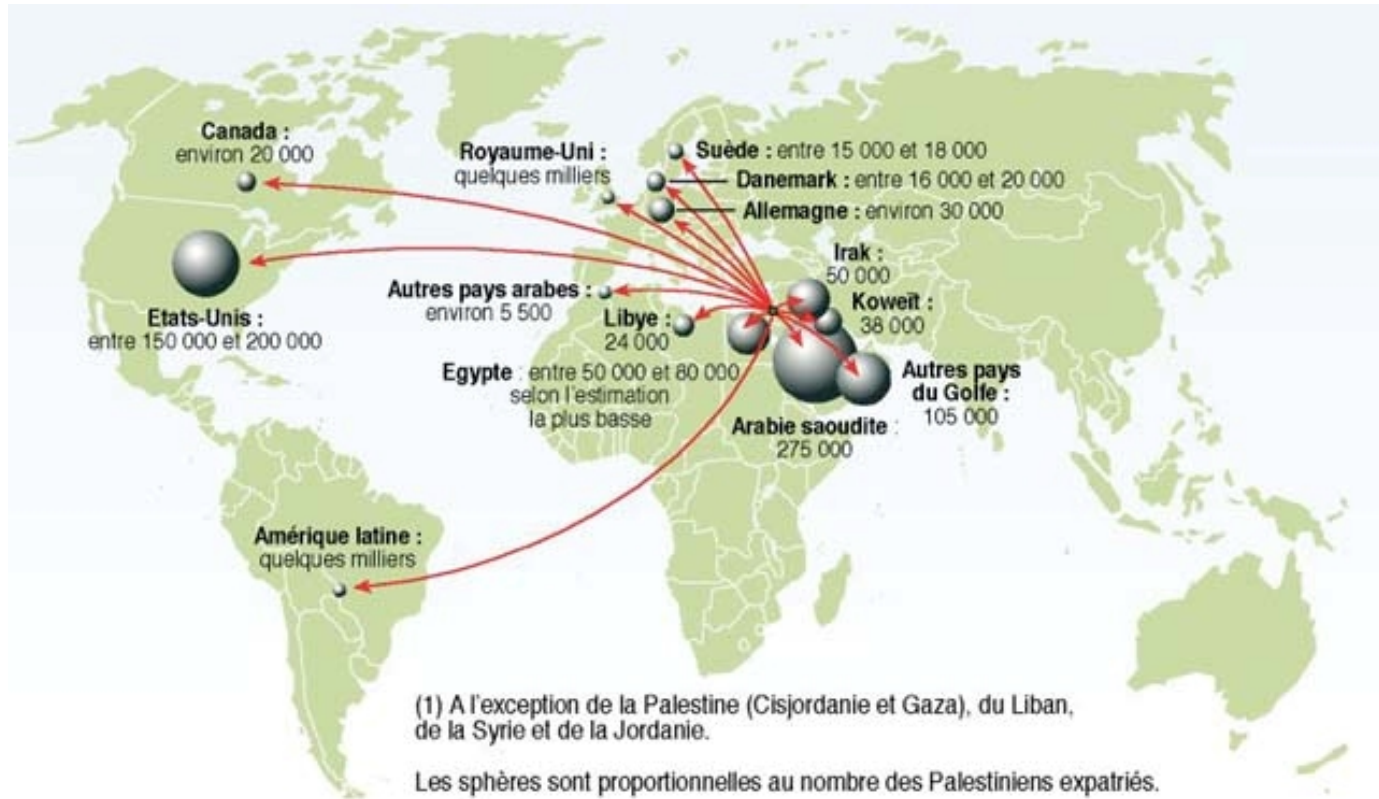 Canada :
environ 20 000
Royaume-Uni :
quelques milliers
Suède : entre 15 000 et 18 000
Danemark : entre 16 000 et 20 000
Allemagne : environ 30 000
Irak :
50 000
Koweït :
38 000
Autres pays arabes :
environ 5 500
Libye :
24 000
Etats-Unis :
entre 150 000 et 200 000
Egypte : entre 50 000 et 80 000
selon l'estimation
la plus basse
Autres pays
du Golfe :
105 000
Arabie saoudite :
275 000
Amérique latine :
quelques milliers
(1) A l'exception de la Palestine (Cisjordanie et Gaza), du Liban,
de la Syrie et de la Jordanie.
Les sphères sont proportionnelles au nombre des Palestiniens expatriés.